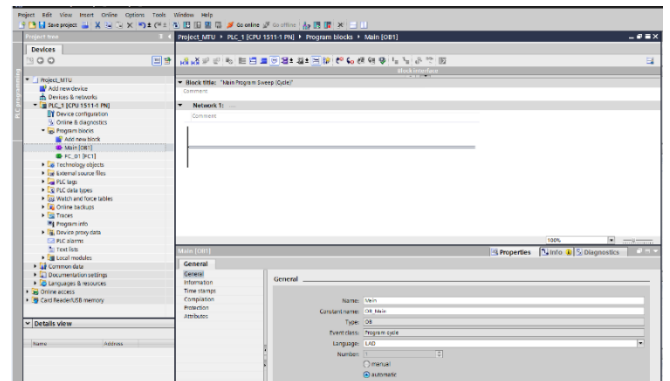 Project Edit View Insert Online Options Tools Window Help
Save project Go online Go offline
Project tree
Project_MTU ▸ PLC_1 [CPU 1511-1 PN] ▸ Program blocks ▸ Main [OB1]
Devices
Block interface
PLC programming
Project_MTU
Add new device
Devices & networks
PLC_1 [CPU 1511-1 PN]
Device configuration
Online & diagnostics
Program blocks
Add new block
Main [OB1]
FC_01 [FC1]
Technology objects
External source files
PLC tags
PLC data types
Watch and force tables
Online backups
Traces
Program info
Device proxy data
PLC alarms
Text lists
Local modules
Common data
Documentation settings
Languages & resources
Online access
Card Reader/USB memory
Details view
Name Address
Block title: "Main Program Sweep (Cycle)"
Comment
Network 1: ....
Comment
100%
Main [OB1]
Properties Info Diagnostics
General
General
Information
Time stamps
Compilation
Protection
Attributes
General
Name: Main
Constant name: OB_Main
Type: OB
Event class: Program cycle
Language: LAD
Number: 1
manual
automatic